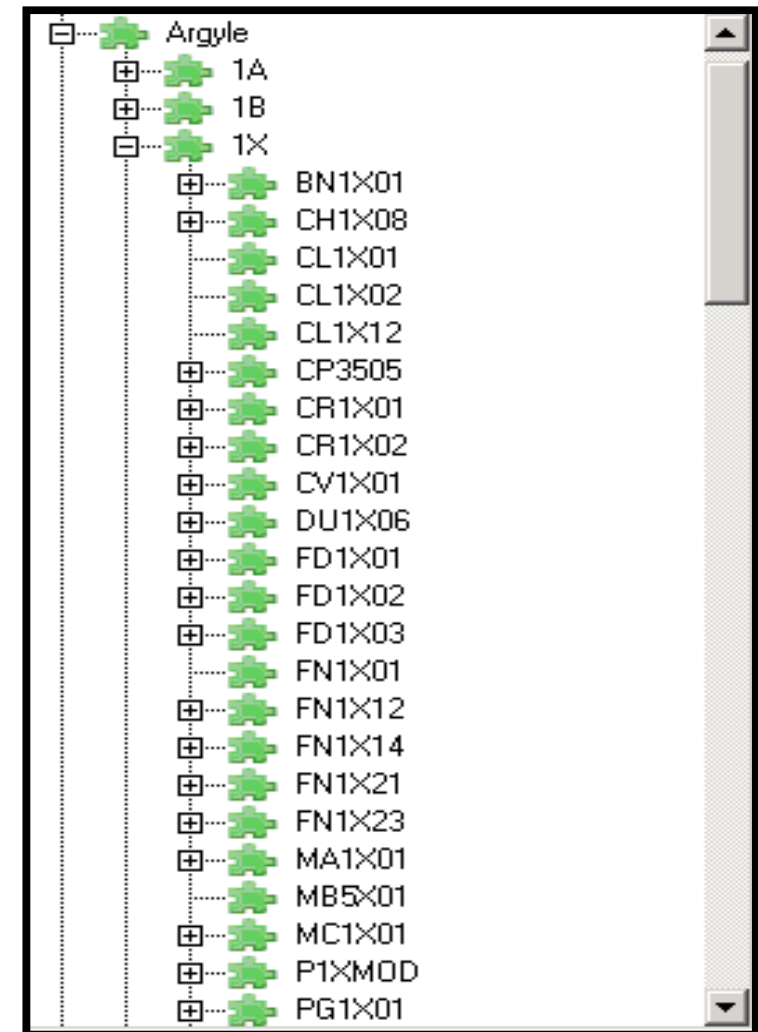 Argyle
1A
1B
1X
BN1X01
CH1X08
CL1X01
CL1X02
CL1X12
CP3505
CR1X01
CR1X02
CV1X01
DU1X06
FD1X01
FD1X02
FD1X03
FN1X01
FN1X12
FN1X14
FN1X21
FN1X23
MA1X01
MB5X01
MC1X01
P1XMOD
PG1X01